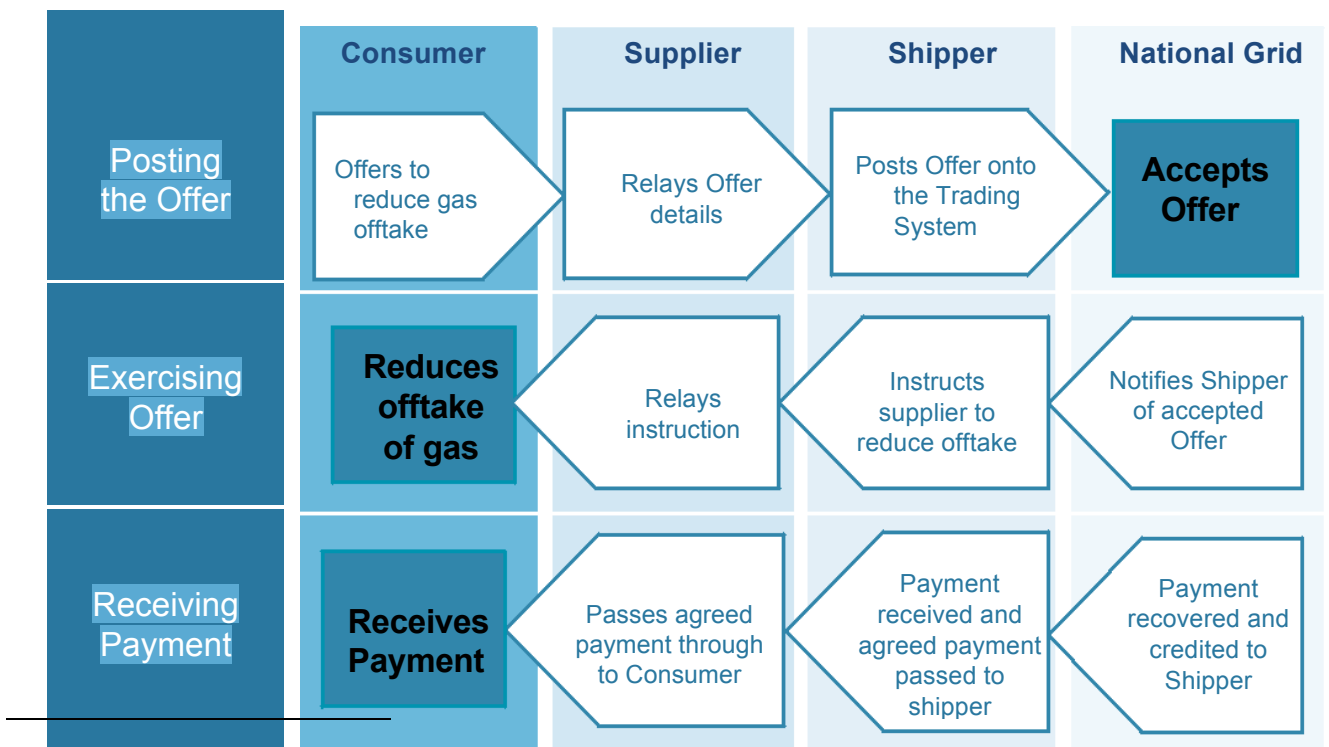 Consumer
Supplier
Shipper
National Grid
Posting
the Offer
Offers to
reduce gas
offtake
Relays Offer
details
Posts Offer onto
the Trading
System
Accepts
Offer
Exercising
Offer
Reduces
offtake
of gas
Relays
instruction
Instructs
supplier to
reduce offtake
Notifies Shipper
of accepted
Offer
Receiving
Payment
Receives
Payment
Passes agreed
payment through
to Consumer
Payment
received and
agreed payment
passed to
shipper
Payment
recovered and
credited to
Shipper